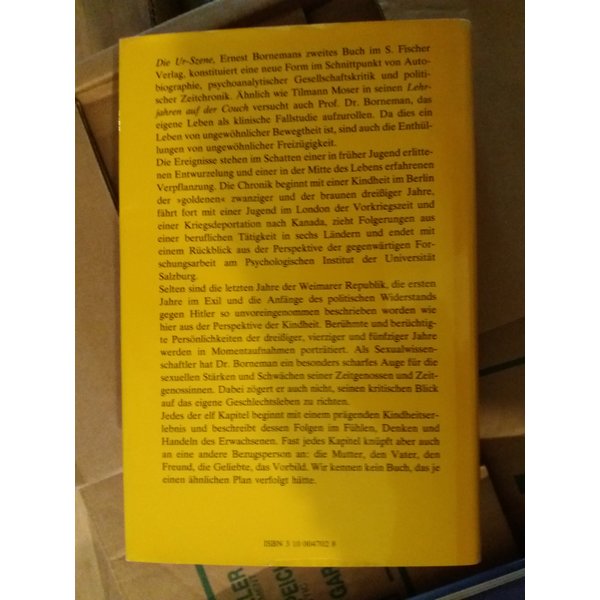 Die Ur-Szene, Ernest Bornemans zweites Buch im S. Fischer
Verlag, konstituiert eine neue Form im Schnittpunkt von Auto-
biographie, psychoanalytischer Gesellschaftskritik und politi-
scher Zeitchronik. Ähnlich wie Tilmann Moser in seinen Lehr-
jahren auf der Couch versucht auch Prof. Dr. Borneman, das
eigene Leben als klinische Fallstudie aufzurollen. Da dies ein
Leben von ungewöhnlicher Bewegtheit ist, sind auch die Enthül-
lungen von ungewöhnlicher Freizügigkeit.
Die Ereignisse stehen im Schatten einer in früher Jugend erlitte-
nen Entwurzelung und einer in der Mitte des Lebens erfahrenen
Verpflanzung. Die Chronik beginnt mit einer Kindheit im Berlin
der »goldenen« zwanziger und der braunen dreißiger Jahre,
fährt fort mit einer Jugend im London der Vorkriegszeit und
einer Kriegsdeportation nach Kanada, zieht Folgerungen aus
einer beruflichen Tätigkeit in sechs Ländern und endet mit
einem Rückblick aus der Perspektive der gegenwärtigen For-
schungsarbeit am Psychologischen Institut der Universität
Salzburg.
Selten sind die letzten Jahre der Weimarer Republik, die ersten
Jahre im Exil und die Anfänge des politischen Widerstands
gegen Hitler so unvoreingenommen beschrieben worden wie
hier aus der Perspektive der Kindheit. Berühmte und berüchtig-
te Persönlichkeiten der dreißiger, vierziger und fünfziger Jahre
werden in Momentaufnahmen porträtiert. Als Sexualwissen-
schaftler hat Dr. Borneman ein besonders scharfes Auge für die
sexuellen Stärken und Schwächen seiner Zeitgenossen und Zeit-
genossinnen. Dabei zögert er auch nicht, seinen kritischen Blick
auf das eigene Geschlechtsleben zu richten.
Jedes der elf Kapitel beginnt mit einem prägenden Kindheitser-
lebnis und beschreibt dessen Folgen im Fühlen, Denken und
Handeln des Erwachsenen. Fast jedes Kapitel knüpft aber auch
an eine andere Bezugsperson an: die Mutter, den Vater, den
Freund, die Geliebte, das Vorbild. Wir kennen kein Buch, das je
einen ähnlichen Plan verfolgt hätte.
ISBN 3 10 004702 8